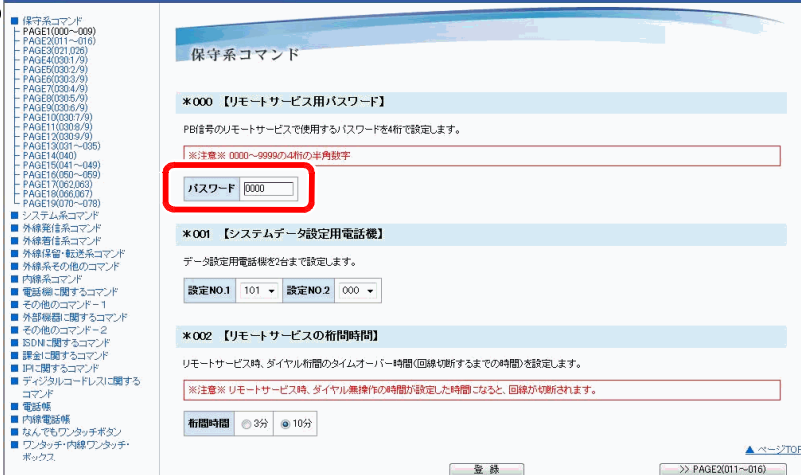 保守系コマンド
PAGE1(000～009)
PAGE2(011～016)
PAGE3(021,026)
PAGE4(030:1/9)
PAGE5(030:2/9)
PAGE6(030:3/9)
PAGE7(030:4/9)
PAGE8(030:5/9)
PAGE9(030:6/9)
PAGE10(030:7/9)
PAGE11(030:8/9)
PAGE12(030:9/9)
PAGE13(031～035)
PAGE14(040)
PAGE15(041～049)
PAGE16(050～059)
PAGE17(062,063)
PAGE18(066,067)
PAGE19(070～078)
システム系コマンド
外線発信系コマンド
外線着信系コマンド
外線保留･転送系コマンド
外線系その他のコマンド
内線系コマンド
電話機に関するコマンド
その他のコマンド－1
外部機器に関するコマンド
その他のコマンド－2
ISDNに関するコマンド
課金に関するコマンド
IPに関するコマンド
ディジタルコードレスに関する
コマンド
電話帳
内線電話帳
なんでもワンタッチボタン
ワンタッチ･内線ワンタッチ･
ボックス
保守系コマンド
＊000 【リモートサービス用パスワード】
PB信号のリモートサービスで使用するパスワードを4桁で設定します。
※注意※ 0000～9999の4桁の半角数字
パスワード 0000
＊001 【システムデータ設定用電話機】
データ設定用電話機を2台まで設定します。
設定NO.1 101 設定NO.2 000
＊002 【リモートサービスの桁間時間】
リモートサービス時、ダイヤル桁間のタイムオーバー時間(回線切断するまでの時間)を設定します。
※注意※ リモートサービス時、ダイヤル無操作の時間が設定した時間になると、回線が切断されます。
桁間時間 3分 10分
▲ ページTOP
登 録 >> PAGE2(011～016)